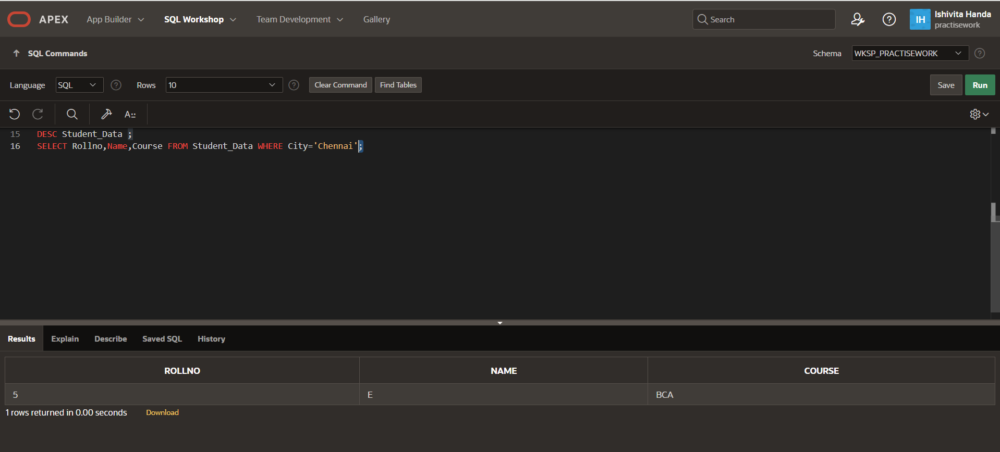 APEX App Builder SQL Workshop Team Development Gallery Search IH Ishivita Handa
practisework
SQL Commands Schema WKSP_PRACTISEWORK
Language SQL Rows 10 Clear Command Find Tables Save Run
A
15 DESC Student_Data ;
16 SELECT Rollno,Name,Course FROM Student_Data WHERE City='Chennai';
Results Explain Describe Saved SQL History
ROLLNO NAME COURSE
5 E BCA
1 rows returned in 0.00 seconds Download